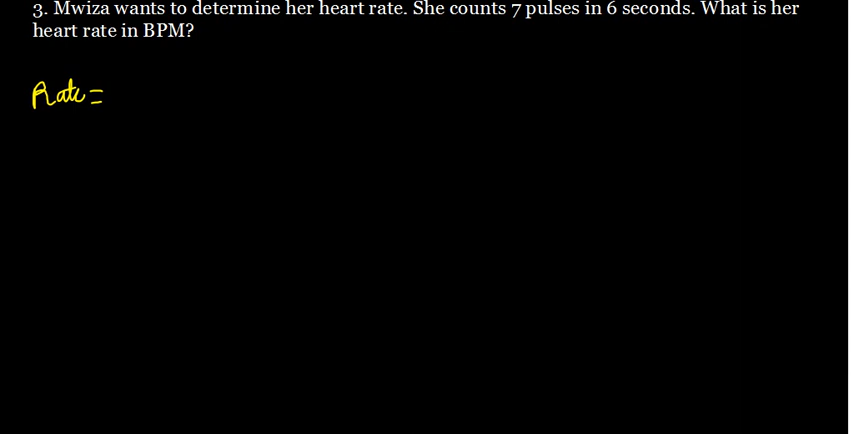 3. Mwiza wants to determine her heart rate. She counts 7 pulses in 6 seconds. What is her
heart rate in BPM?
Rate=